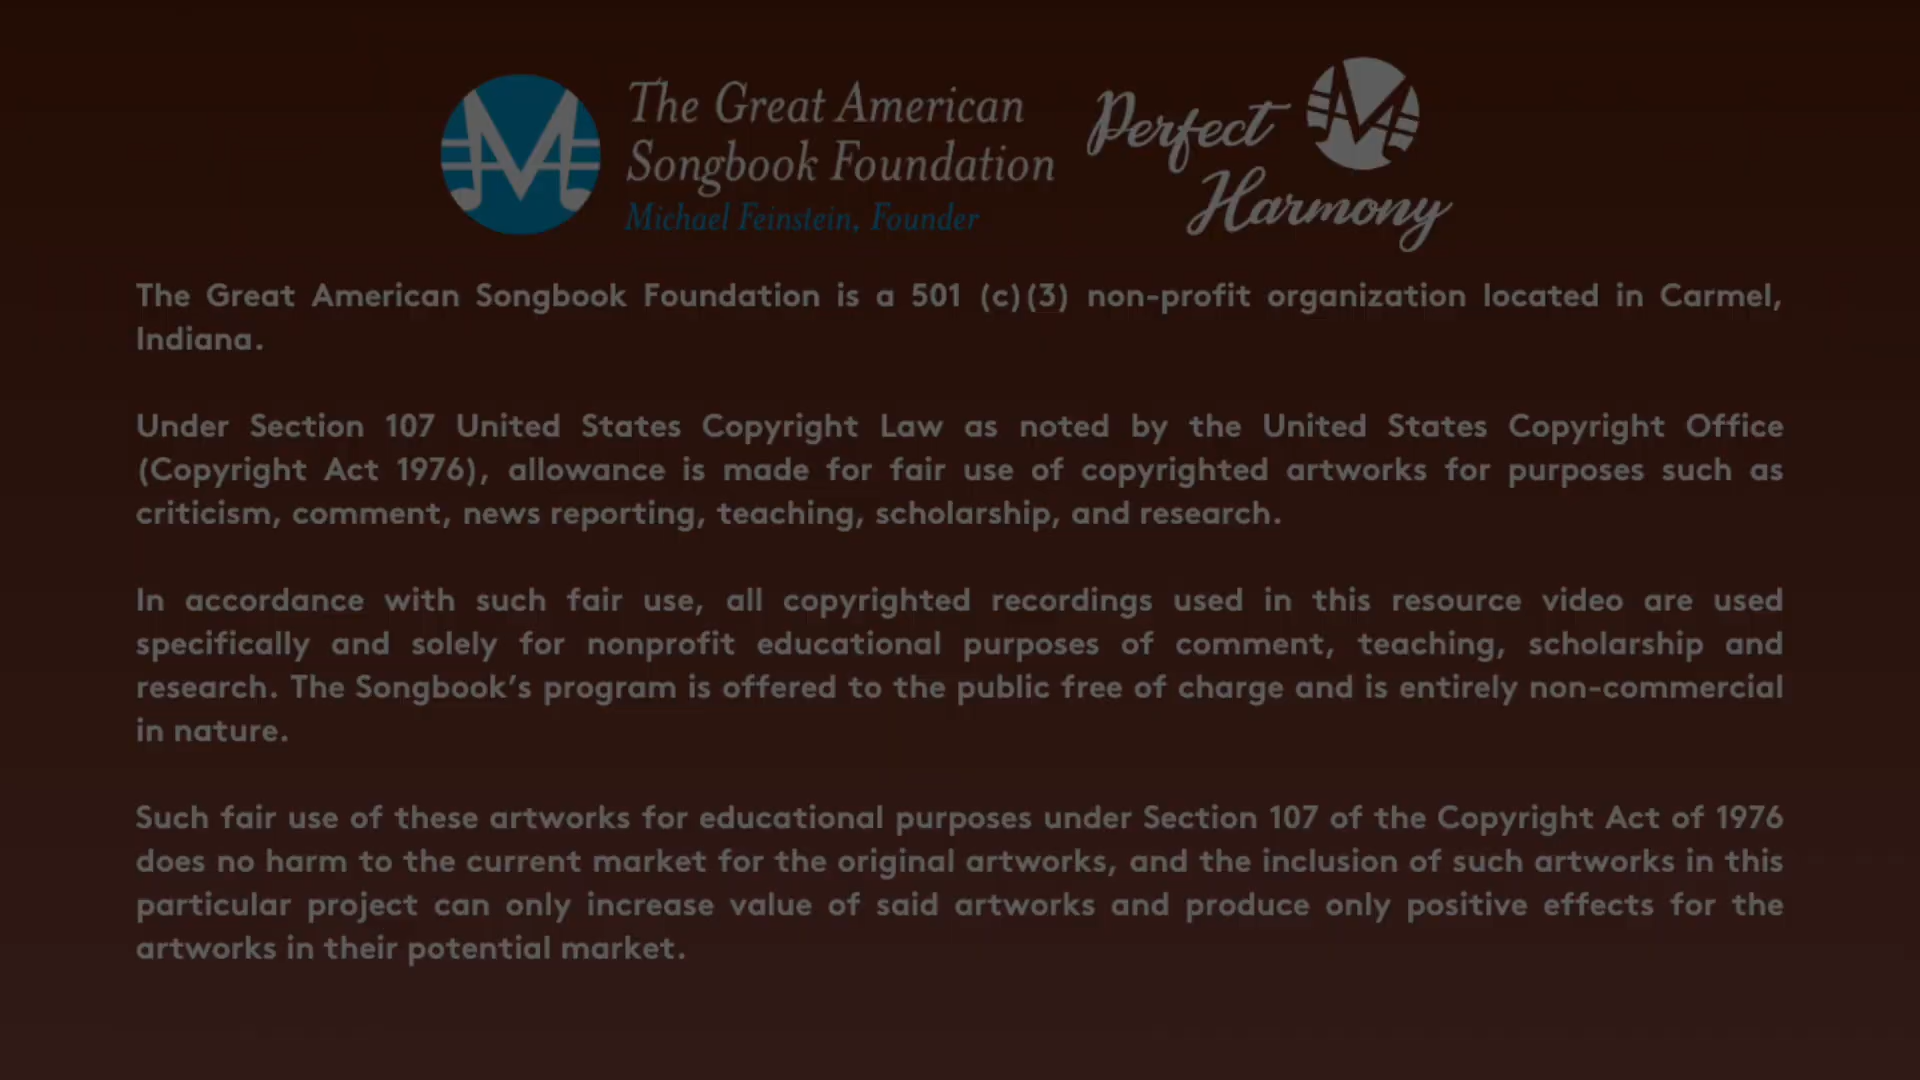 The Great American
Songbook Foundation
Michael Feinstein, Founder
Perfect
Harmony
The Great American Songbook Foundation is a 501 (c)(3) non-profit organization located in Carmel,
Indiana.
Under Section 107 United States Copyright Law as noted by the United States Copyright Office
(Copyright Act 1976), allowance is made for fair use of copyrighted artworks for purposes such as
criticism, comment, news reporting, teaching, scholarship, and research.
In accordance with such fair use, all copyrighted recordings used in this resource video are used
specifically and solely for nonprofit educational purposes of comment, teaching, scholarship and
research. The Songbook’s program is offered to the public free of charge and is entirely non-commercial
in nature.
Such fair use of these artworks for educational purposes under Section 107 of the Copyright Act of 1976
does no harm to the current market for the original artworks, and the inclusion of such artworks in this
particular project can only increase value of said artworks and produce only positive effects for the
artworks in their potential market.